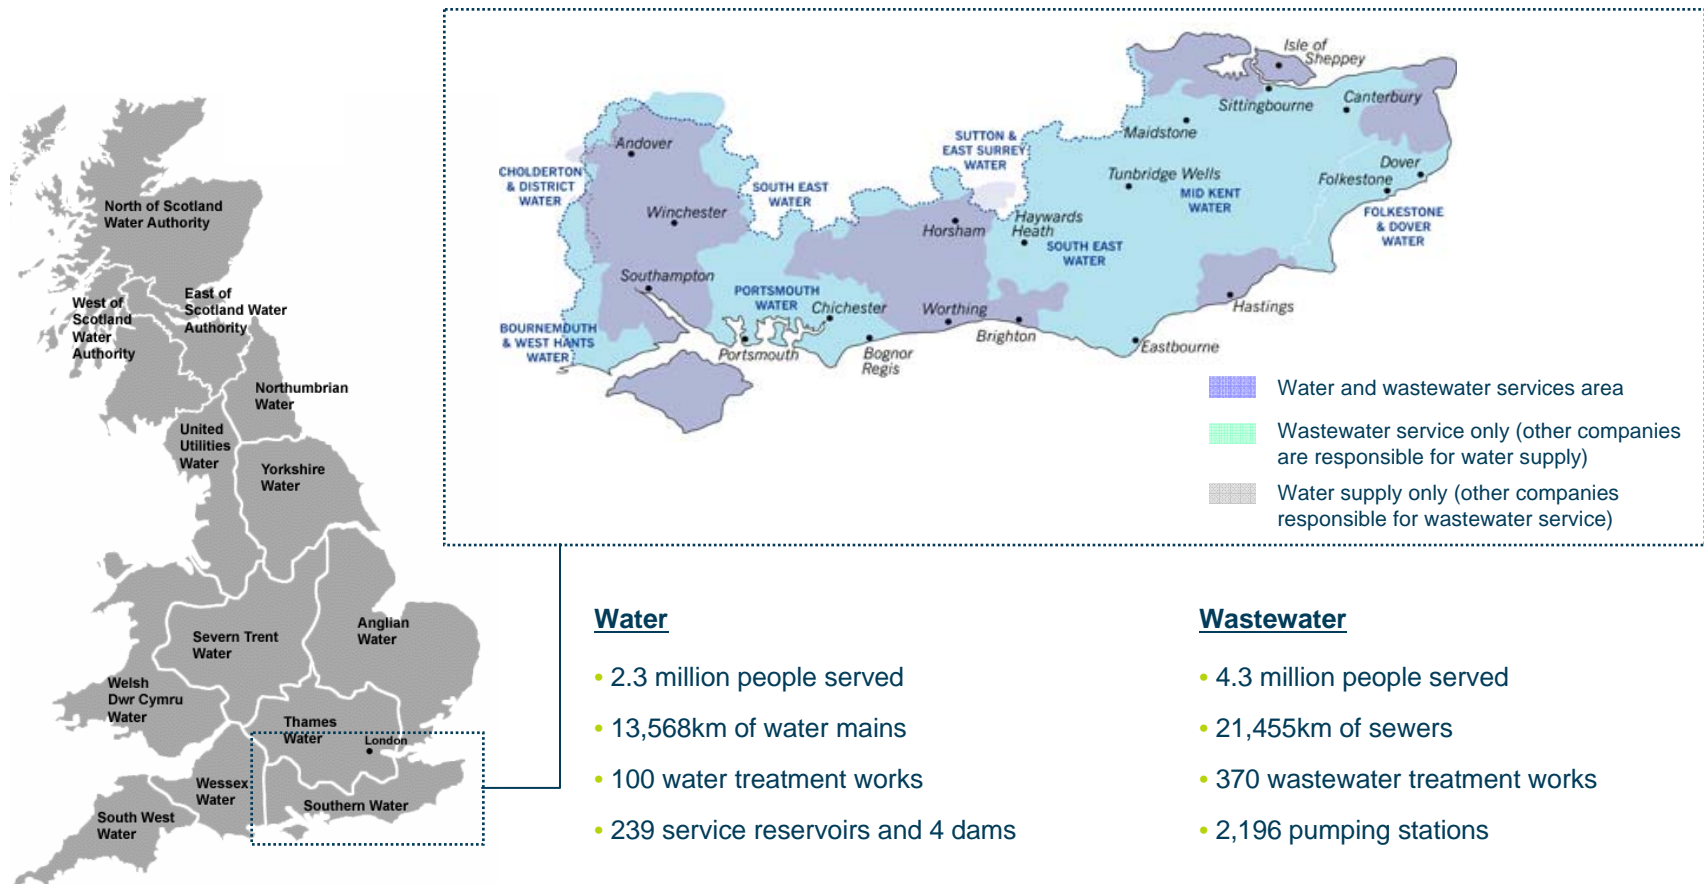 North of Scotland
Water Authority
West of
Scotland
Water
Authority
East of
Scotland Water
Authority
Northumbrian
Water
United
Utilities
Water
Yorkshire
Water
Anglian
Water
Severn Trent
Water
Welsh
Dwr Cymru
Water
Thames
Water
London
Wessex
Water
Southern Water
South West
Water
Isle of
Sheppey
Sittingbourne
Canterbury
Maidstone
Dover
Folkestone
Tunbridge Wells
MID KENT
WATER
FOLKESTONE
& DOVER
WATER
SUTTON &
EAST SURREY
WATER
Andover
CHOLDERTON
& DISTRICT
WATER
SOUTH EAST
WATER
Winchester
Horsham
Haywards
Heath
SOUTH EAST
WATER
Southampton
PORTSMOUTH
WATER
Chichester
Worthing
Brighton
Hastings
Eastbourne
BOURNEMOUTH
& WEST HANTS
WATER
Portsmouth
Bognor
Regis
Water and wastewater services area
Wastewater service only (other companies
are responsible for water supply)
Water supply only (other companies
responsible for wastewater service)
Water
• 2.3 million people served
• 13,568km of water mains
• 100 water treatment works
• 239 service reservoirs and 4 dams
Wastewater
• 4.3 million people served
• 21,455km of sewers
• 370 wastewater treatment works
• 2,196 pumping stations